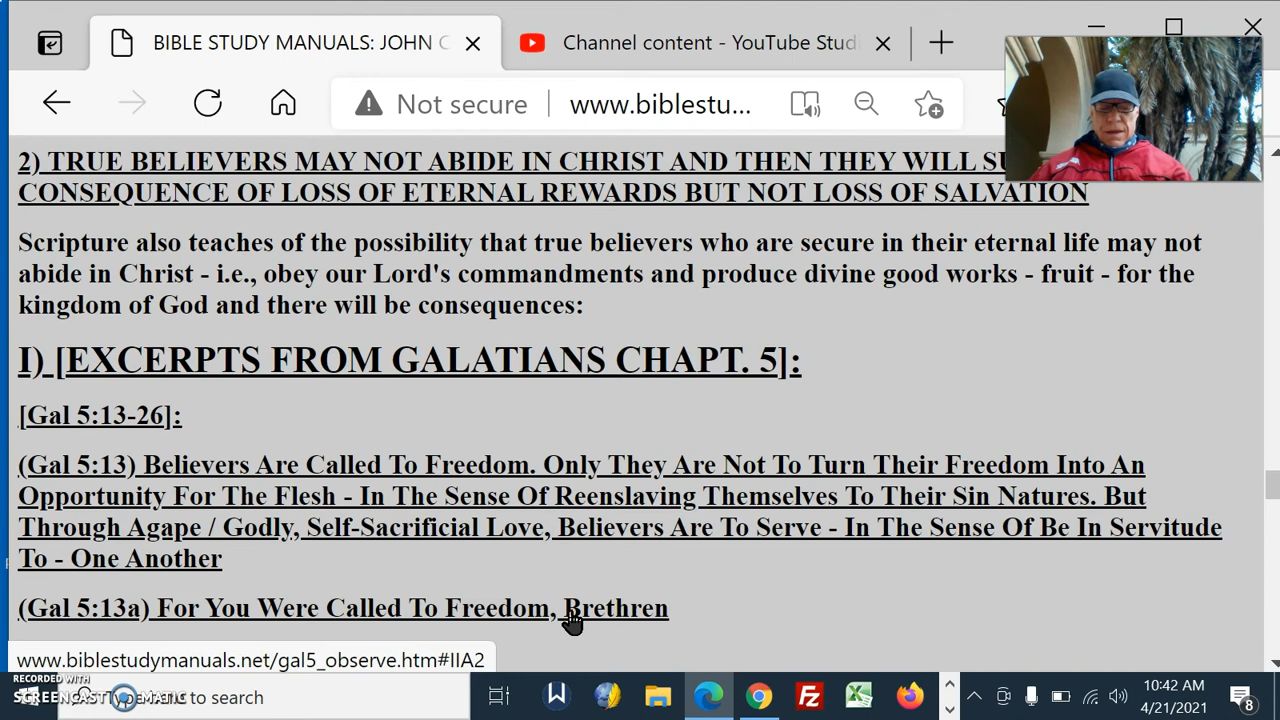 BIBLE STUDY MANUALS: JOHN C
Channel content - YouTube Stud
Not secure www.biblestu...
2) TRUE BELIEVERS MAY NOT ABIDE IN CHRIST AND THEN THEY WILL SU
CONSEQUENCE OF LOSS OF ETERNAL REWARDS BUT NOT LOSS OF SALVATION
Scripture also teaches of the possibility that true believers who are secure in their eternal life may not
abide in Christ - i.e., obey our Lord's commandments and produce divine good works - fruit - for the
kingdom of God and there will be consequences:
I) [EXCERPTS FROM GALATIANS CHAPT. 5]:
[Gal 5:13-26]:
(Gal 5:13) Believers Are Called To Freedom. Only They Are Not To Turn Their Freedom Into An
Opportunity For The Flesh - In The Sense Of Reenslaving Themselves To Their Sin Natures. But
Through Agape / Godly, Self-Sacrificial Love, Believers Are To Serve - In The Sense Of Be In Servitude
To - One Another
(Gal 5:13a) For You Were Called To Freedom, Brethren
www.biblestudymanuals.net/gal5_observe.htm#IIA2
RECORDED WITH
SCREENCAST MATIC
to search
10:42 AM
4/21/2021
8